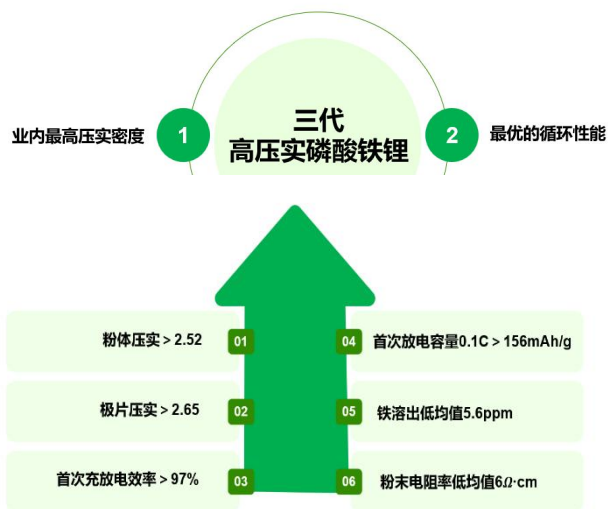 三代
高压实磷酸铁锂
业内最高压实密度
1
2
最优的循环性能
粉体压实＞2.52
01
极片压实＞2.65
02
首次充放电效率＞97%
03
04
首次放电容量0.1C＞156mAh/g
05
铁溶出低均值5.6ppm
06
粉末电阻率低均值6Ω·cm